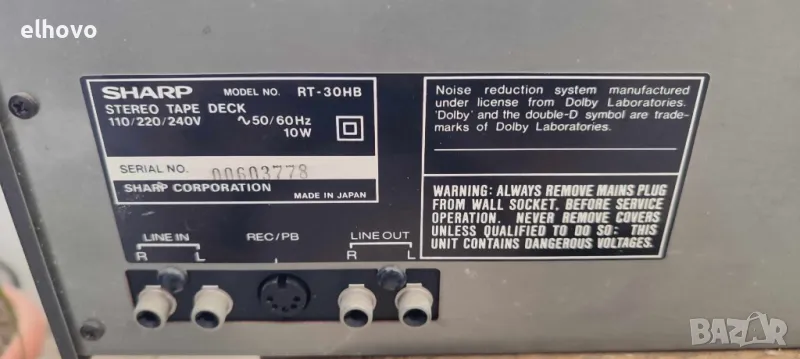 elhovo
SHARP MODEL NO. RT-30HB
STEREO TAPE DECK
110/220/240V ∿50/60Hz
10W
SERIAL NO. 00603778
SHARP CORPORATION MADE IN JAPAN
Noise reduction system manufactured
under license from Dolby Laboratories.
'Dolby' and the double-D symbol are trade-
marks of Dolby Laboratories.
WARNING: ALWAYS REMOVE MAINS PLUG
FROM WALL SOCKET, BEFORE SERVICE
OPERATION. NEVER REMOVE COVERS
UNLESS QUALIFIED TO DO SO: THIS
UNIT CONTAINS DANGEROUS VOLTAGES.
LINE IN REC/PB LINE OUT
R L R L
BAZAR